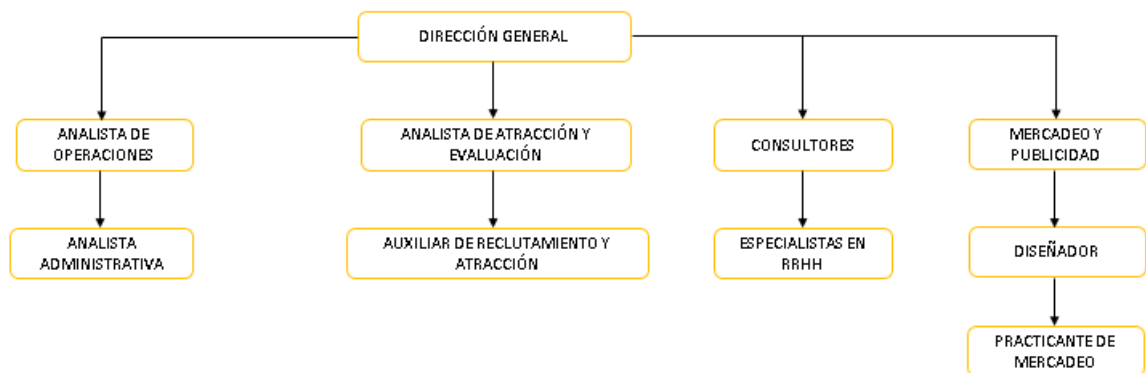 DIRECCIÓN GENERAL
ANALISTA DE
OPERACIONES
ANALISTA DE ATRACCIÓN Y
EVALUACIÓN
CONSULTORES
MERCADEO Y
PUBLICIDAD
ANALISTA
ADMINISTRATIVA
AUXILIAR DE RECLUTAMIENTO Y
ATRACCIÓN
ESPECIALISTAS EN
RRHH
DISEÑADOR
PRACTICANTE DE
MERCADEO